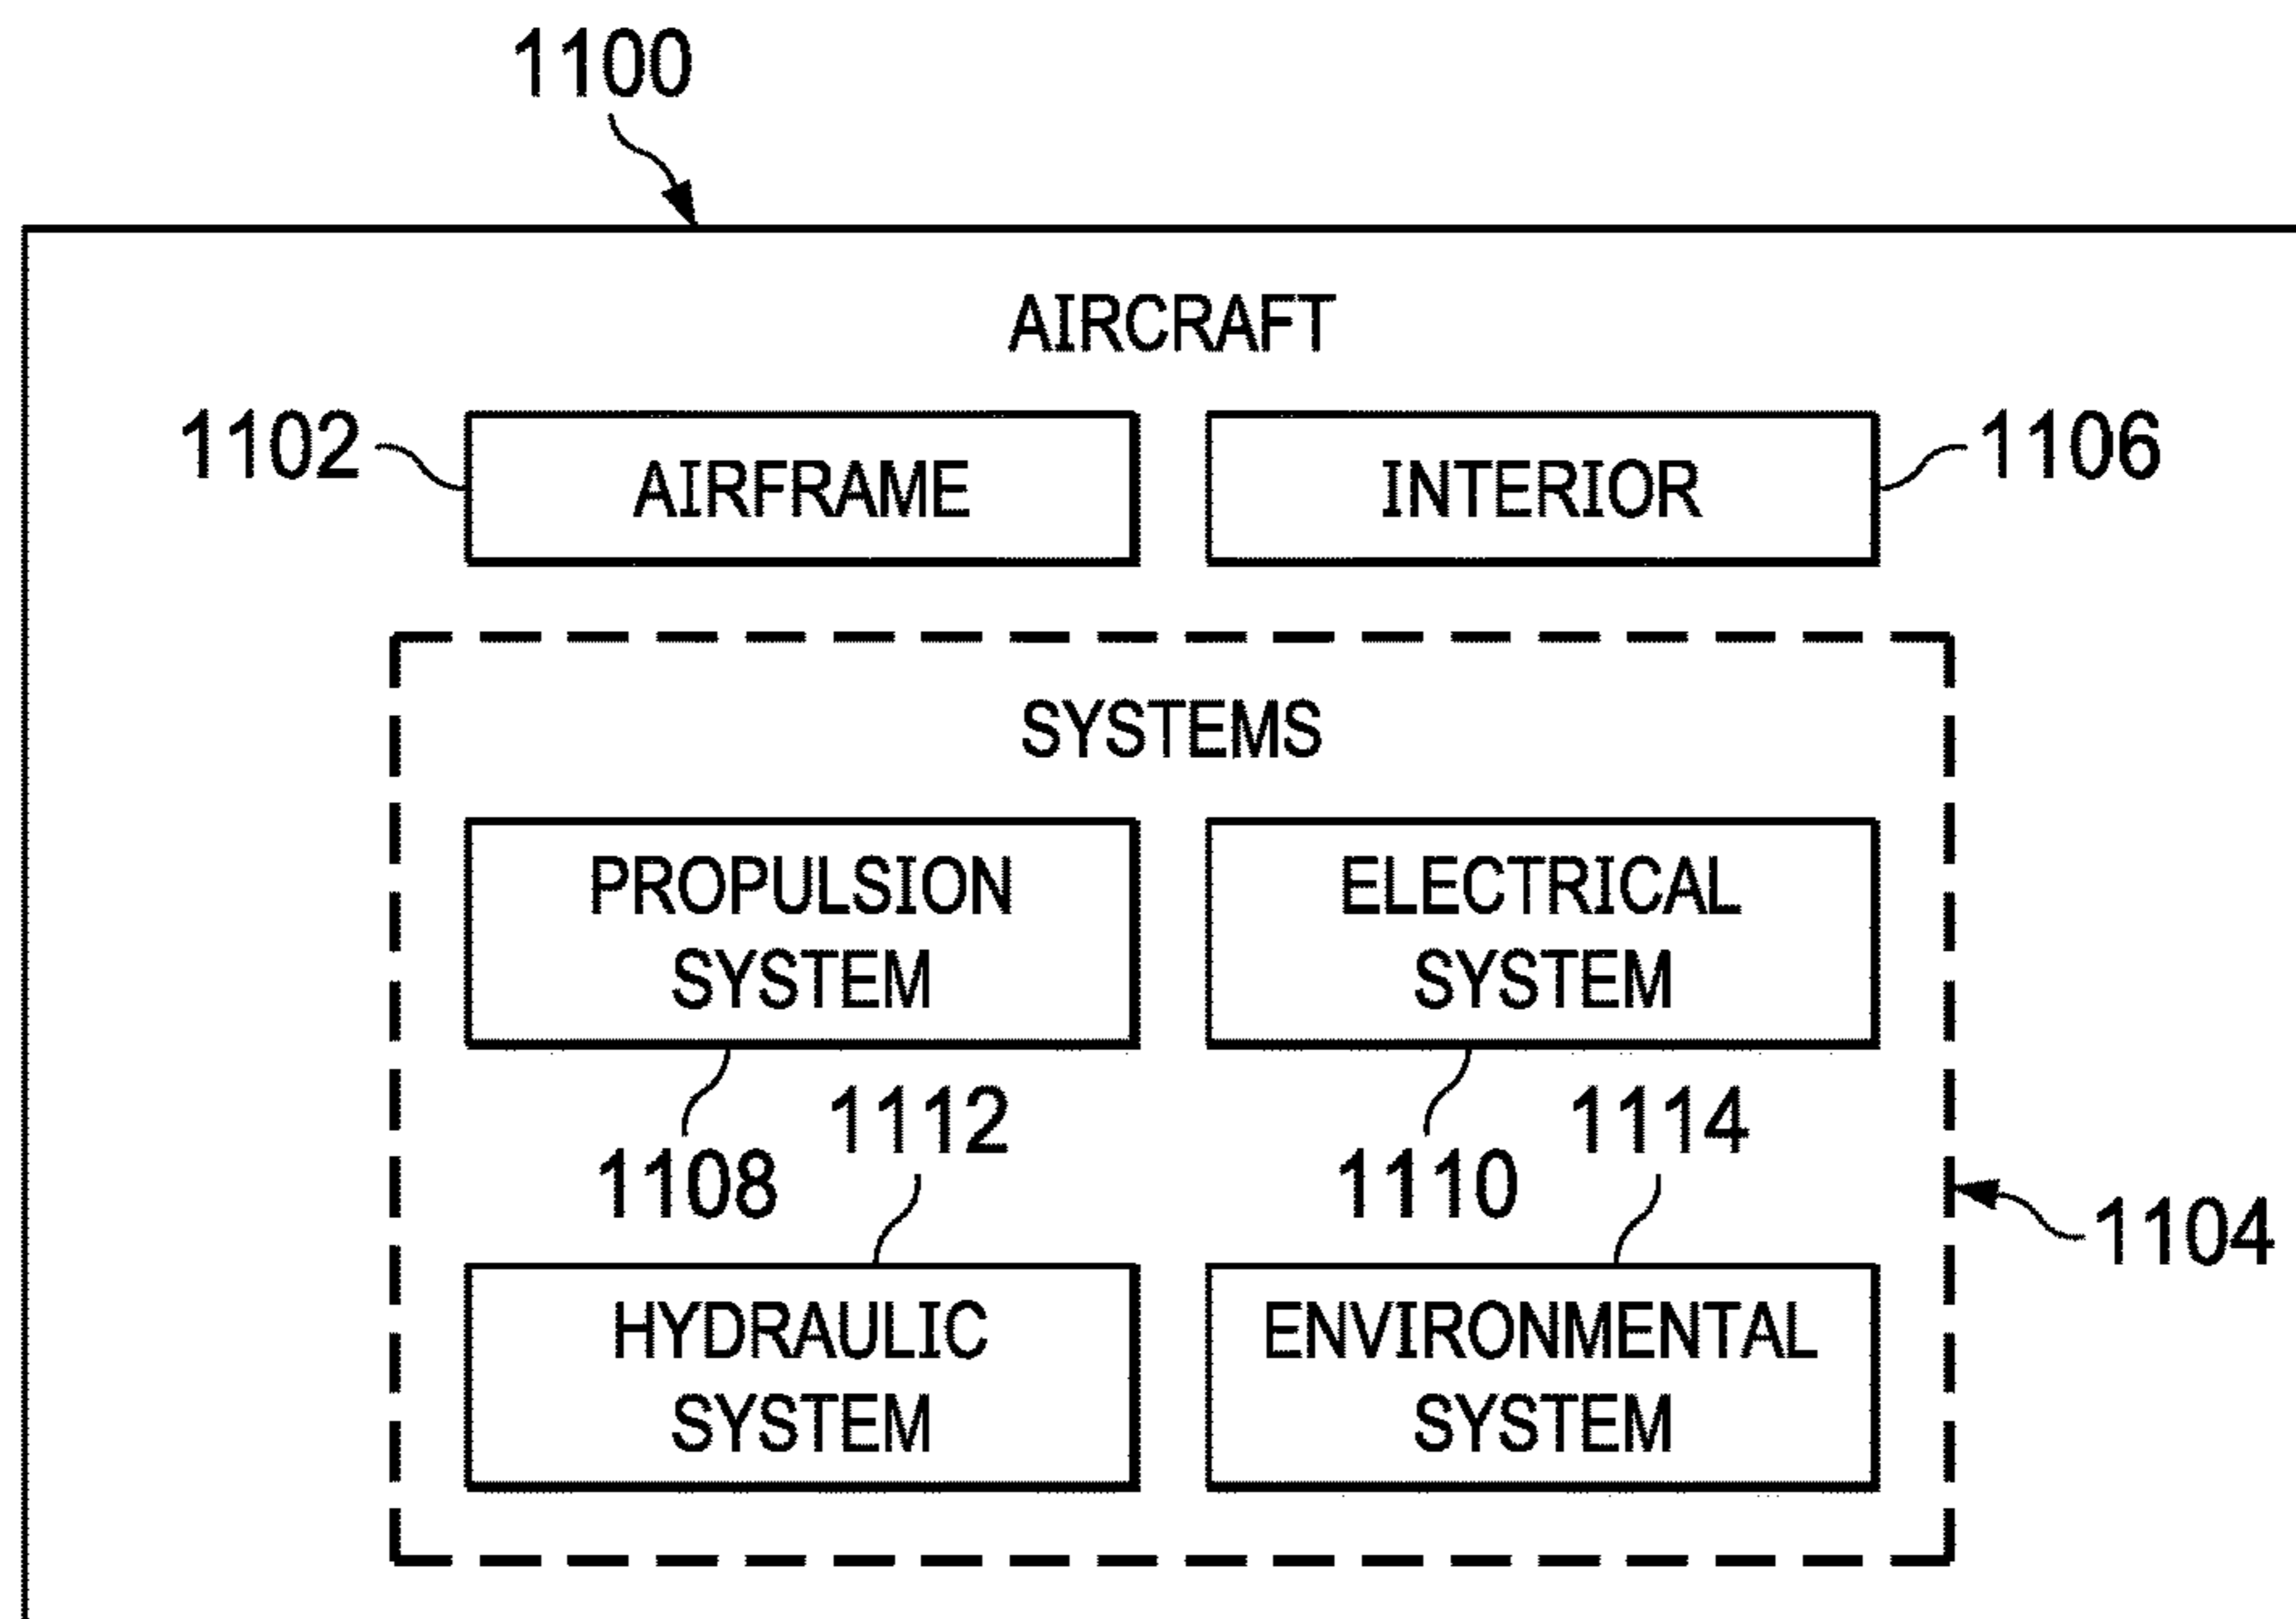 1100
AIRCRAFT
1102
AIRFRAME
INTERIOR
1106
SYSTEMS
PROPULSION
SYSTEM
ELECTRICAL
SYSTEM
1108
1112
1110
1114
1104
HYDRAULIC
SYSTEM
ENVIRONMENTAL
SYSTEM